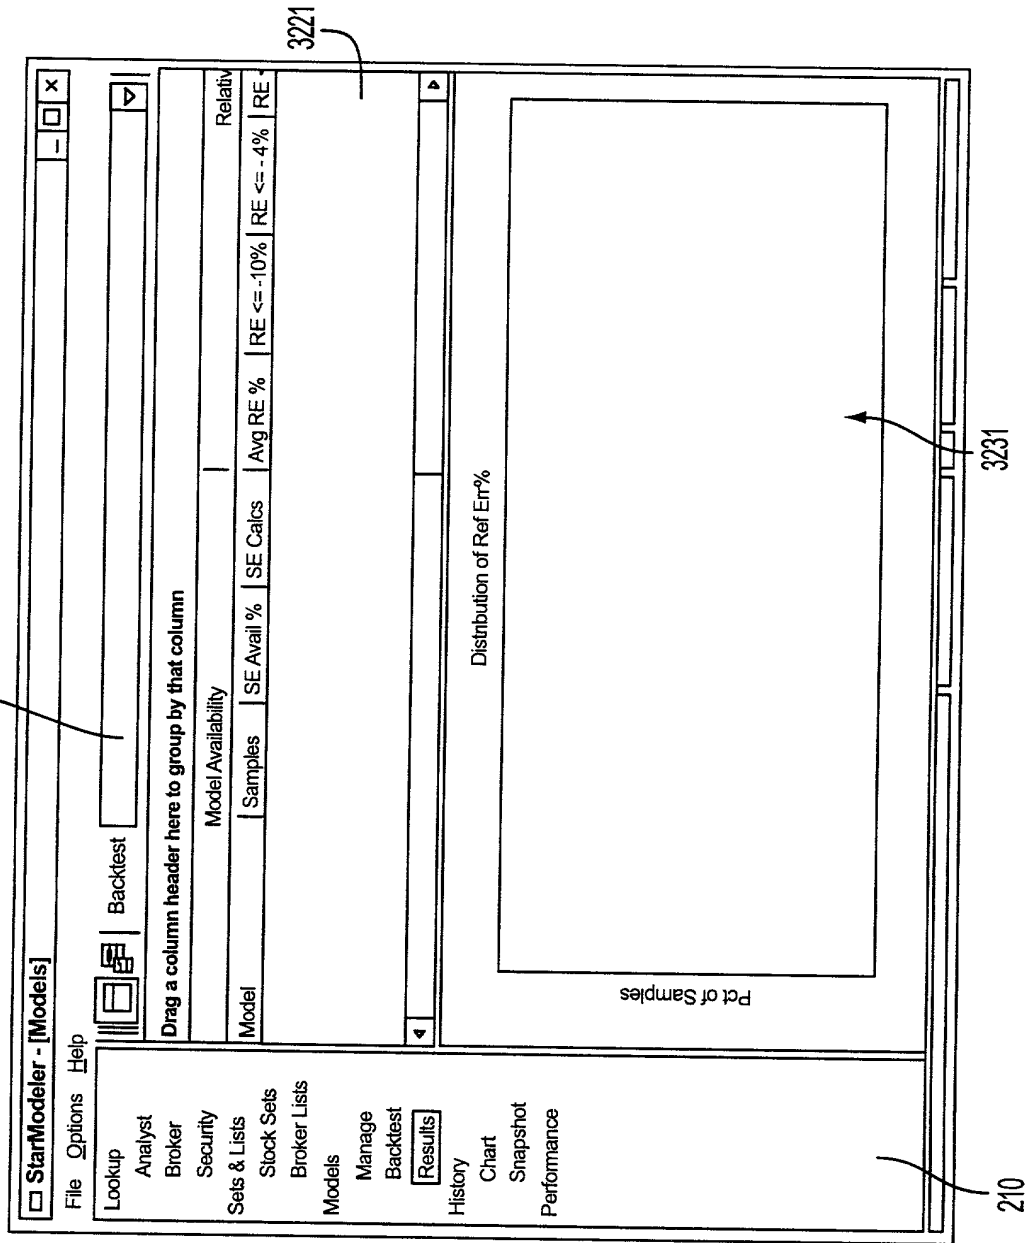 StarModeler - [Models]
File Options Help
Backtest
Lookup
Analyst
Broker
Security
Sets & Lists
Stock Sets
Broker Lists
Models
Manage
Backtest
Results
History
Chart
Snapshot
Performance
Drag a column header here to group by that column
Model Availability Relativ
Model Samples SE Avail % SE Calcs Avg RE % RE <= -10% RE <= - 4% RE -
Distribution of Ref Err%
Pct of Samples
3221
3231
210